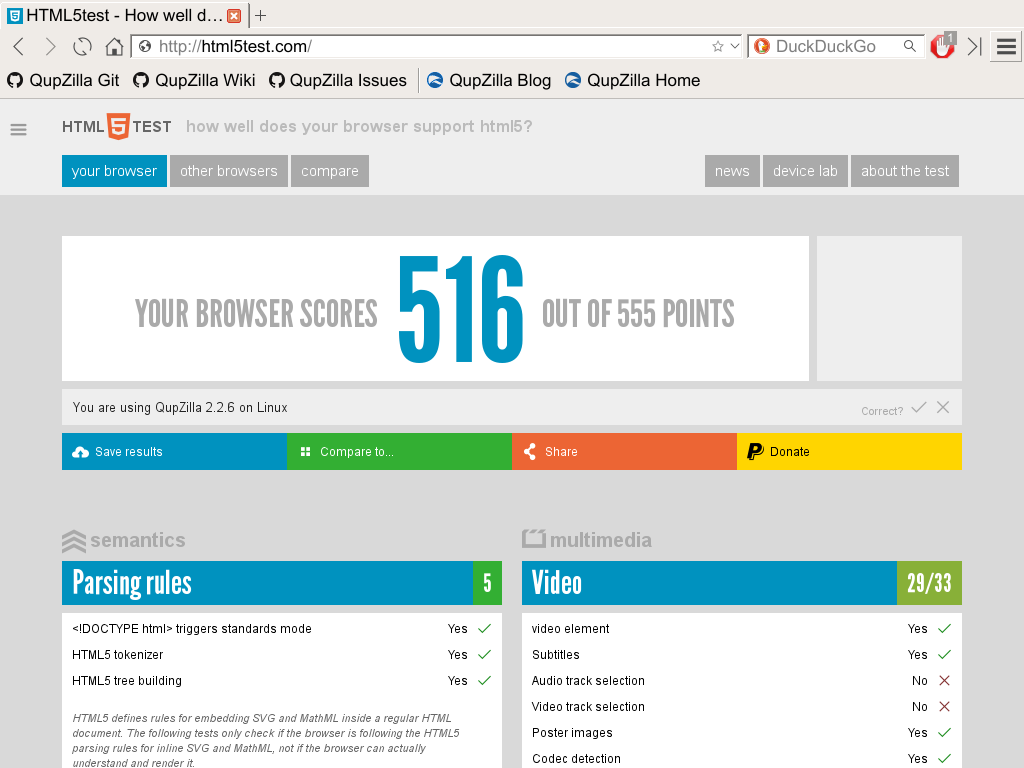 HTML5test - How well d…
http://html5test.com/
DuckDuckGo
1
QupZilla Git
QupZilla Wiki
QupZilla Issues
QupZilla Blog
QupZilla Home
HTML 5 TEST how well does your browser support html5?
your browser
other browsers
compare
news
device lab
about the test
YOUR BROWSER SCORES 516 OUT OF 555 POINTS
You are using QupZilla 2.2.6 on Linux
Correct?
Save results
Compare to...
Share
Donate
semantics
Parsing rules 5
<!DOCTYPE html> triggers standards mode Yes
HTML5 tokenizer Yes
HTML5 tree building Yes
HTML5 defines rules for embedding SVG and MathML inside a regular HTML
document. The following tests only check if the browser is following the HTML5
parsing rules for inline SVG and MathML, not if the browser can actually
understand and render it.
multimedia
Video 29/33
video element Yes
Subtitles Yes
Audio track selection No
Video track selection No
Poster images Yes
Codec detection Yes